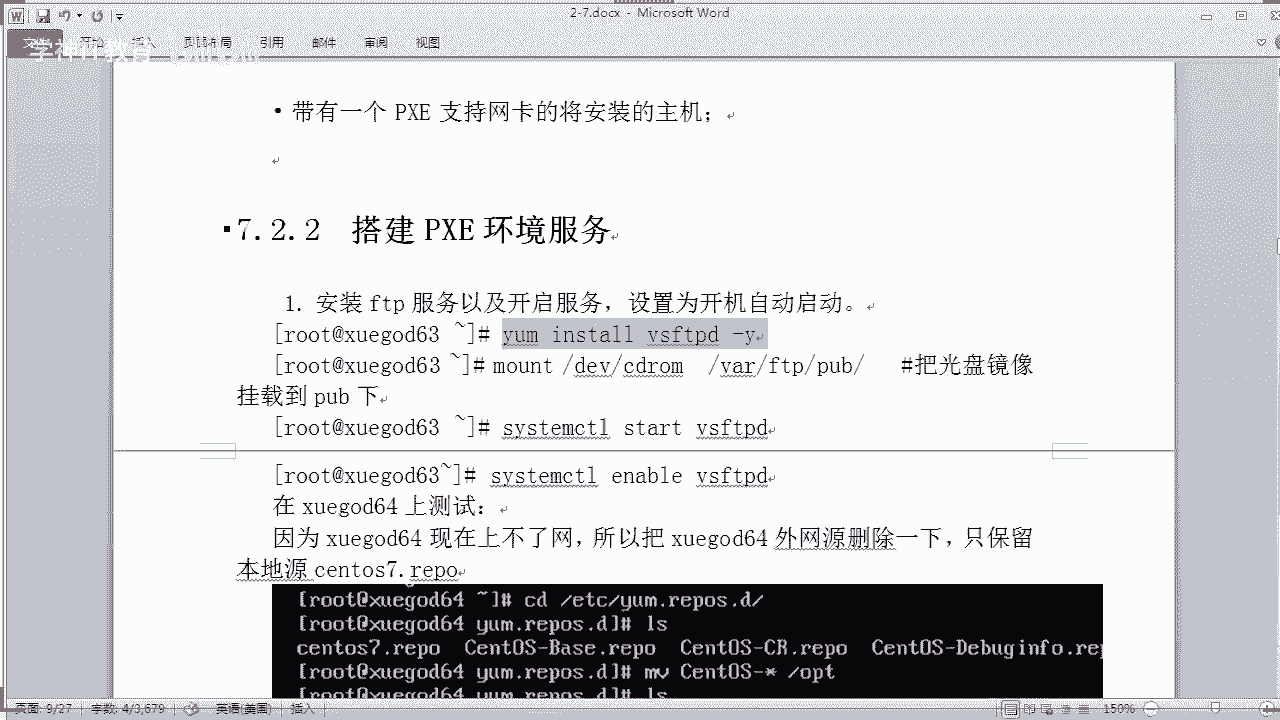 2-7.docx - Microsoft Word
文件 开始 插入 页面布局 引用 邮件 审阅 视图
• 带有一个 PXE 支持网卡的将安装的主机；
7.2.2 搭建 PXE 环境服务
1. 安装 ftp 服务以及开启服务，设置为开机自动启动。
[root@xuegod63 ~]# yum install vsftpd -y
[root@xuegod63 ~]# mount /dev/cdrom /var/ftp/pub/ #把光盘镜像
挂载到 pub 下
[root@xuegod63 ~]# systemctl start vsftpd
[root@xuegod63~]# systemctl enable vsftpd
在 xuegod64 上测试：
因为 xuegod64 现在上不了网，所以把 xuegod64 外网源删除一下，只保留
本地源 centos7.repo
[root@xuegod64 ~]# cd /etc/yum.repos.d/
[root@xuegod64 yum.repos.d]# ls
centos7.repo CentOS-Base.repo CentOS-CR.repo CentOS-Debuginfo.rep
[root@xuegod64 yum.repos.d]# mv CentOS-* /opt
[root@xuegod64 yum.repos.d]# ls
页面: 9/27 字数: 4/3,679 英语(美国) 插入 150%